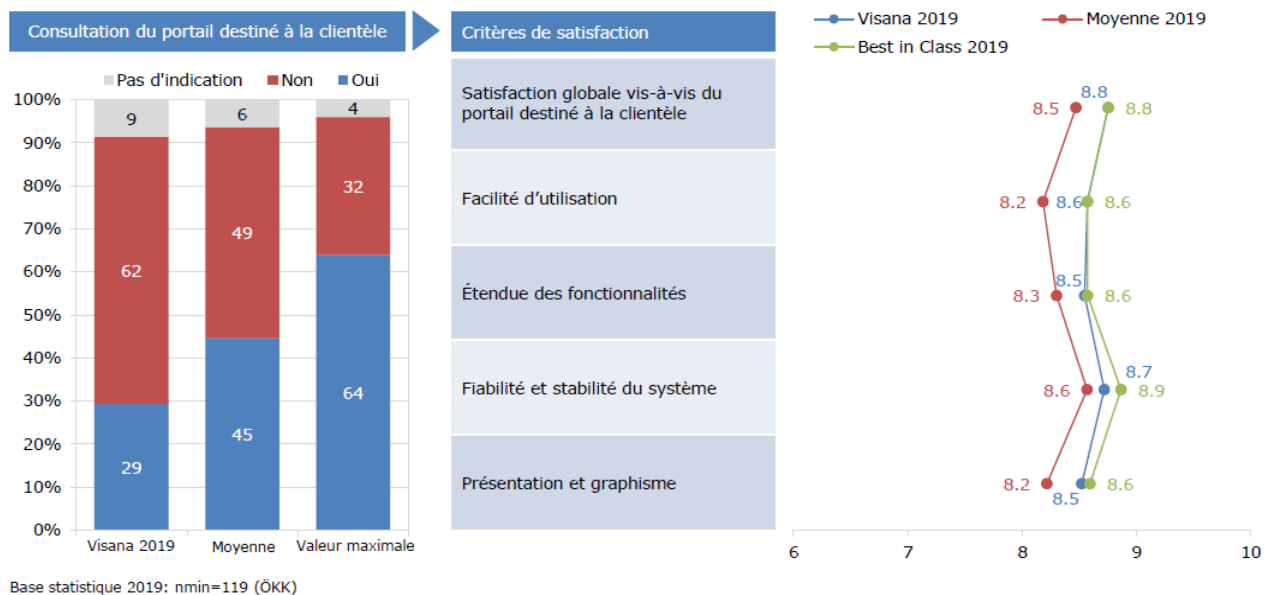 Consultation du portail destiné à la clientèle
Pas d'indication
Non
Oui
100%
90%
80%
70%
60%
50%
40%
30%
20%
10%
0%
9
62
29
6
49
45
4
32
64
Visana 2019
Moyenne
Valeur maximale
Critères de satisfaction
Satisfaction globale vis-à-vis du
portail destiné à la clientèle
Facilité d'utilisation
Étendue des fonctionnalités
Fiabilité et stabilité du système
Présentation et graphisme
Visana 2019
Moyenne 2019
Best in Class 2019
8.8
8.5
8.8
8.2
8.6
8.6
8.5
8.3
8.6
8.7
8.6
8.9
8.2
8.5
8.6
6
7
8
9
10
Base statistique 2019: nmin=119 (ÖKK)